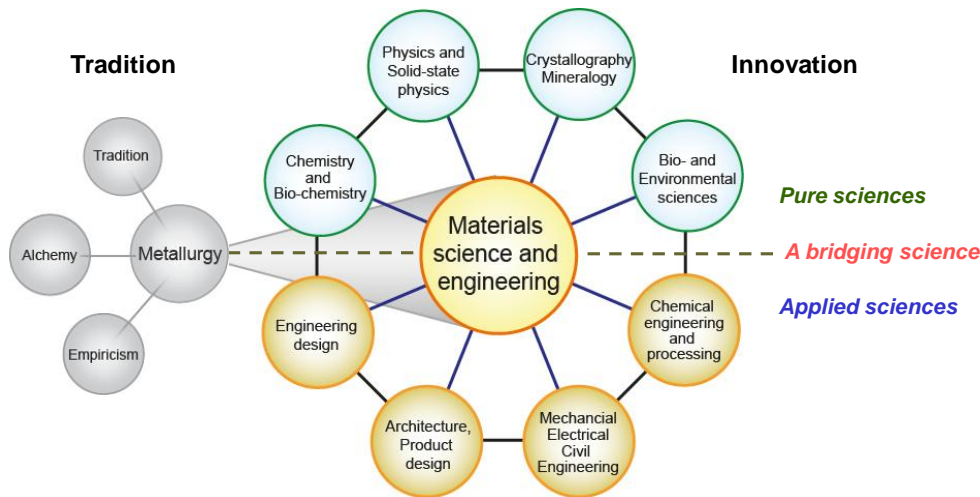 Tradition
Innovation
Physics and
Solid-state
physics
Crystallography
Mineralogy
Tradition
Chemistry
and
Bio-chemistry
Bio- and
Environmental
sciences
Pure sciences
Alchemy
Metallurgy
Materials
science and
engineering
A bridging science
Empiricism
Engineering
design
Chemical
engineering
and
processing
Applied sciences
Architecture,
Product
design
Mechancial
Electrical
Civil
Engineering